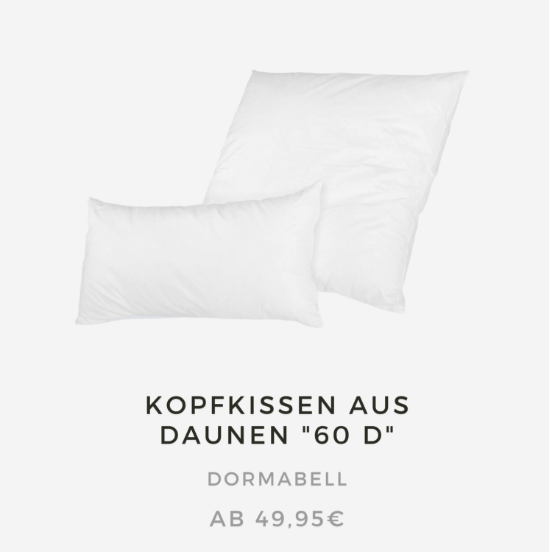 KOPFKISSEN AUS
DAUNEN "60 D"
DORMABELL
AB 49,95€